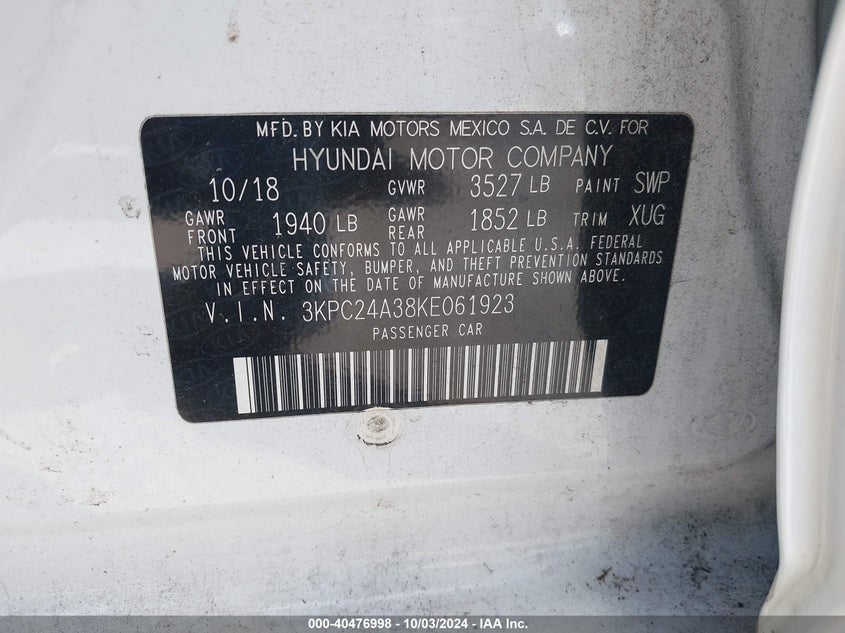 MFD. BY KIA MOTORS MEXICO S.A. DE C.V. FOR
HYUNDAI MOTOR COMPANY
10/18 GVWR 3527 LB PAINT SWP
GAWR FRONT 1940 LB GAWR REAR 1852 LB TRIM XUG
THIS VEHICLE CONFORMS TO ALL APPLICABLE U.S.A. FEDERAL
MOTOR VEHICLE SAFETY, BUMPER, AND THEFT PREVENTION STANDARDS
IN EFFECT ON THE DATE OF MANUFACTURE SHOWN ABOVE.
V.I.N. 3KPC24A38KE061923
PASSENGER CAR
000-40476998 - 10/03/2024 - IAA Inc.